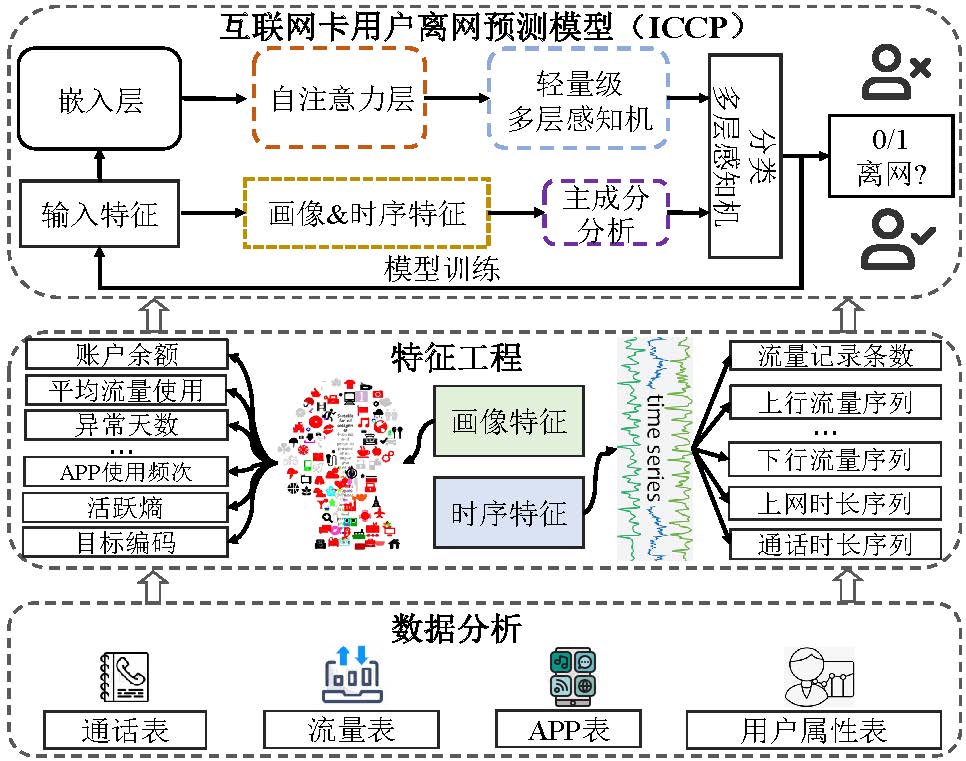 互联网卡用户离网预测模型（ICCP）
嵌入层
自注意力层
轻量级
多层感知机
分类
多层感知机
0/1
离网?
输入特征
画像&时序特征
主成分
分析
模型训练
特征工程
账户余额
平均流量使用
异常天数
...
APP使用频次
活跃熵
目标编码
画像特征
时序特征
time series
流量记录条数
上行流量序列
...
下行流量序列
上网时长序列
通话时长序列
数据分析
通话表
流量表
APP表
用户属性表